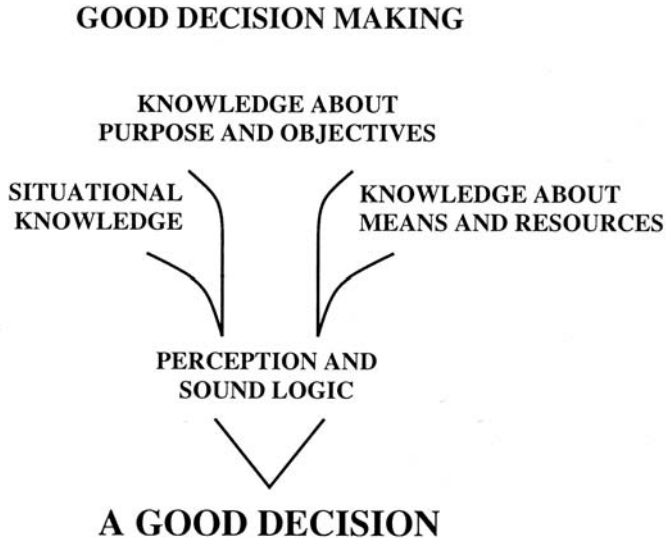 GOOD DECISION MAKING
KNOWLEDGE ABOUT
PURPOSE AND OBJECTIVES
SITUATIONAL
KNOWLEDGE
KNOWLEDGE ABOUT
MEANS AND RESOURCES
PERCEPTION AND
SOUND LOGIC
A GOOD DECISION